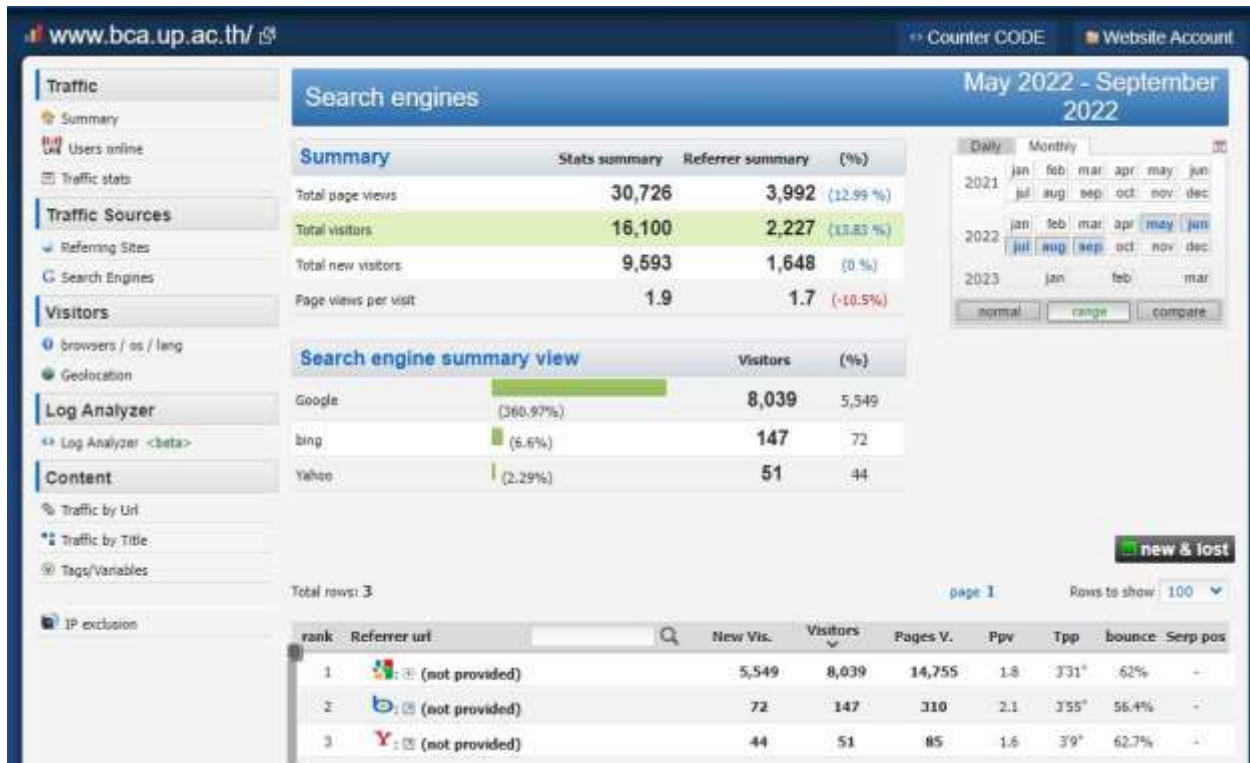 www.bca.up.ac.th/
Counter CODE
Website Account
Traffic
Summary
Users online
Traffic stats
Traffic Sources
Referring Sites
Search Engines
Visitors
browsers / os / lang
Geolocation
Log Analyzer
Log Analyzer <beta>
Content
Traffic by Url
Traffic by Title
Tags/Variables
IP exclusion
Search engines
May 2022 - September
2022
Summary Stats summary Referrer summary (%)
Total page views 30,726 3,992 (12.99 %)
Total visitors 16,100 2,227 (13.83 %)
Total new visitors 9,593 1,648 (0 %)
Page views per visit 1.9 1.7 (-10.5%)
Daily Monthly
2021 jan feb mar apr may jun
jul aug sep oct nov dec
2022 jan feb mar apr may jun
jul aug sep oct nov dec
2023 jan feb mar
normal range compare
Search engine summary view Visitors (%)
Google (360.97%) 8,039 5,549
bing (6.6%) 147 72
Yahoo (2.29%) 51 44
new & lost
Total rows: 3 page 1 Rows to show 100
rank Referrer url New Vis. Visitors Pages V. Ppv Tpp bounce Serp pos
1 : (not provided) 5,549 8,039 14,755 1.8 3'31" 62% -
2 : (not provided) 72 147 310 2.1 3'55" 56.4% -
3 : (not provided) 44 51 85 1.6 3'9" 62.7% -